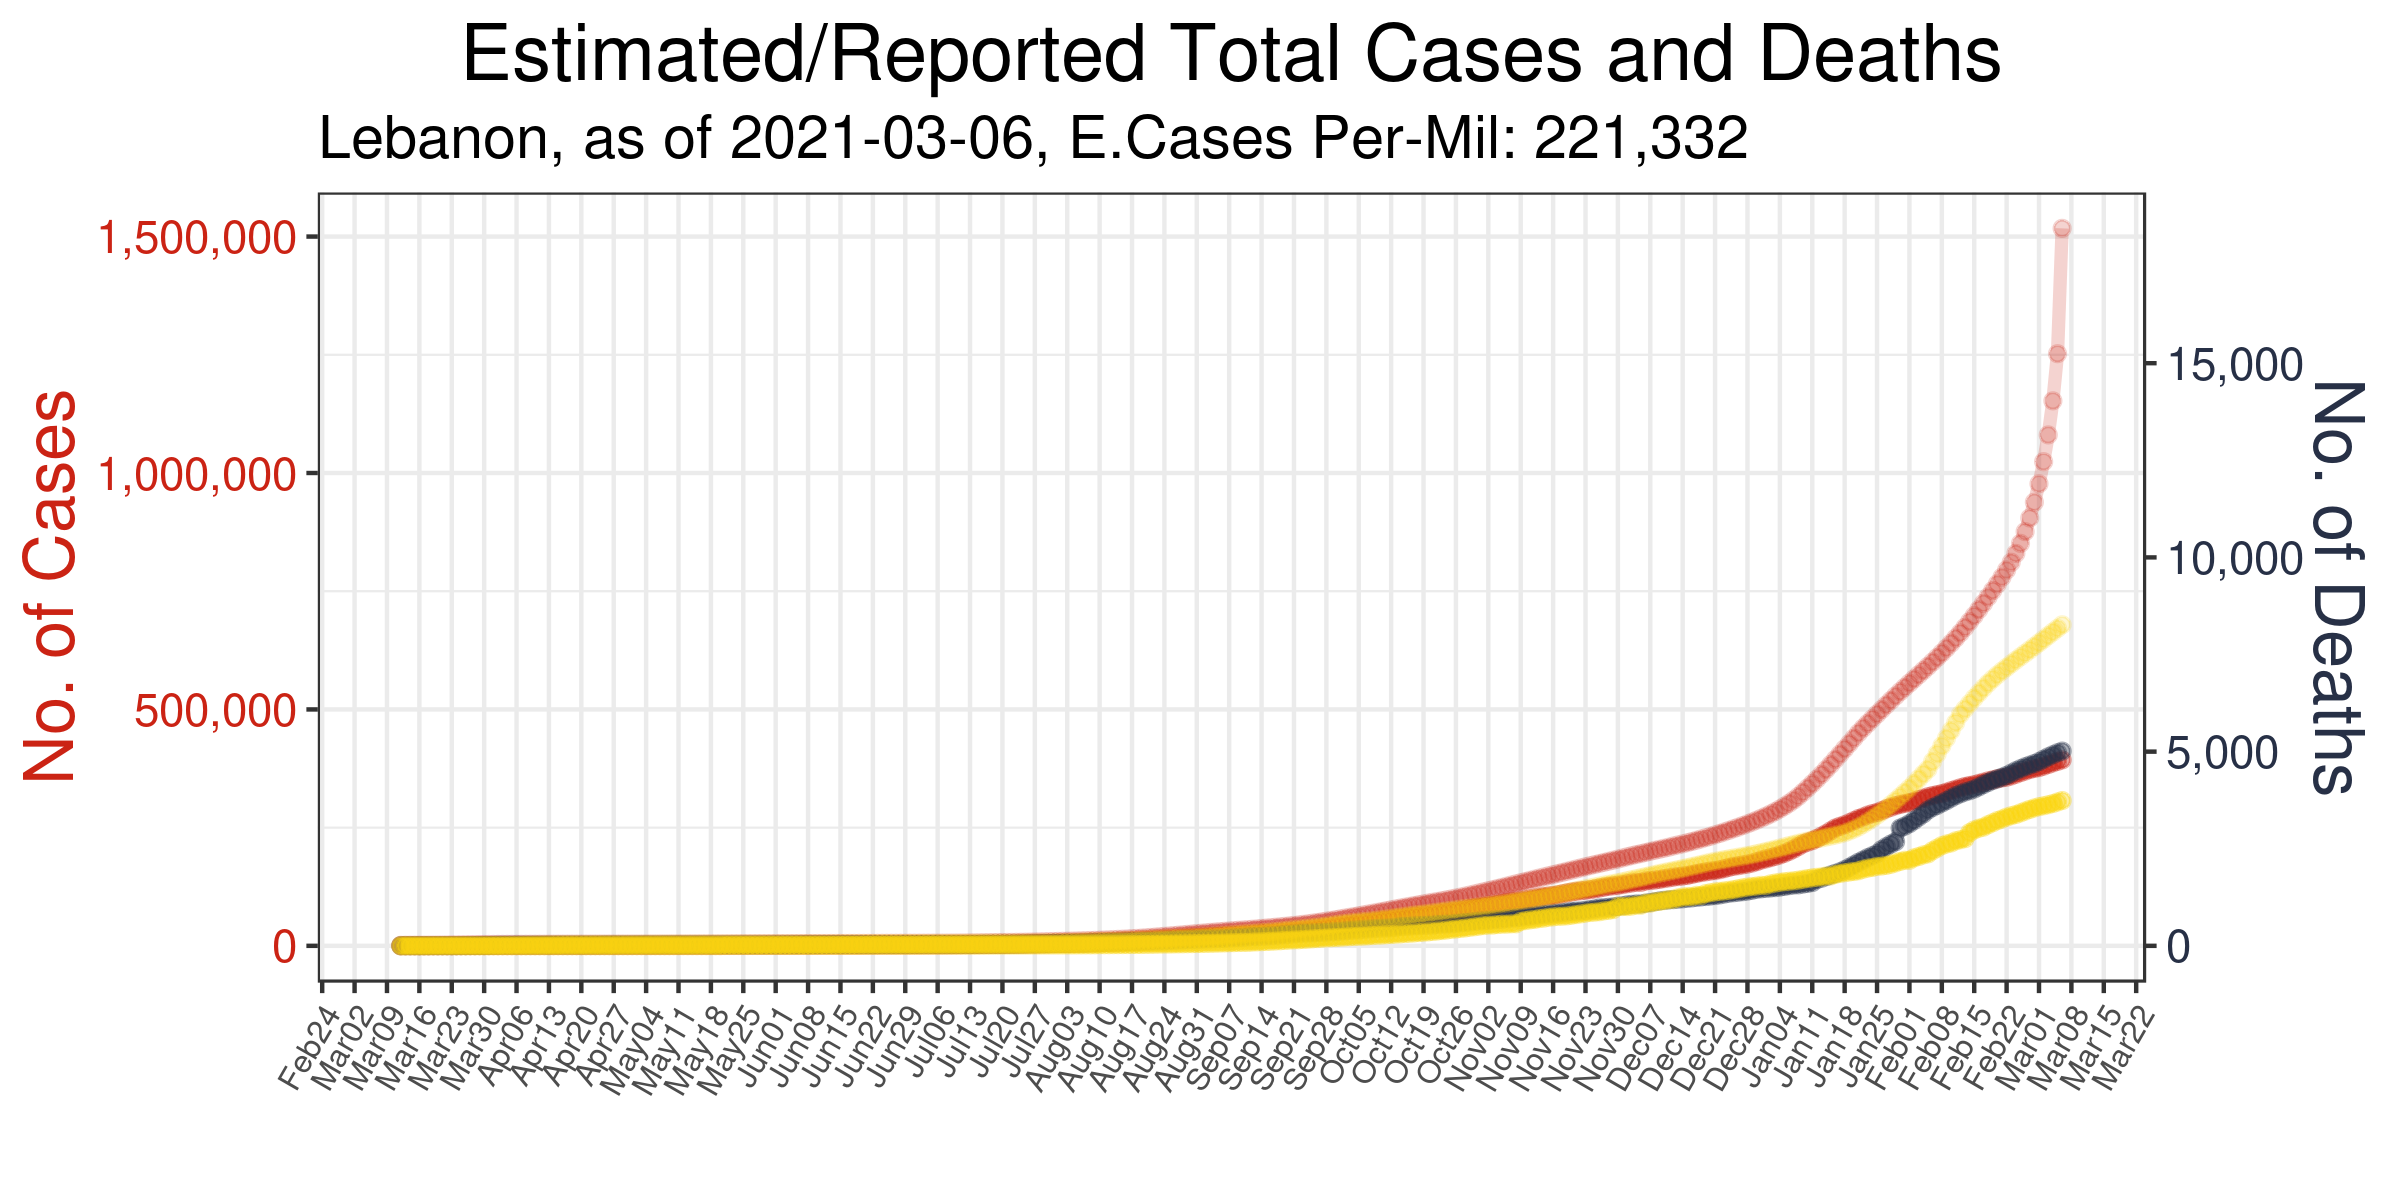 Estimated/Reported Total Cases and Deaths
Lebanon, as of 2021-03-06, E.Cases Per-Mil: 221,332
No. of Cases
1,500,000
1,000,000
500,000
0
15,000
10,000
5,000
0
No. of Deaths
Feb24
Mar02
Mar09
Mar16
Mar23
Mar30
Apr06
Apr13
Apr20
Apr27
May04
May11
May18
May25
Jun01
Jun08
Jun15
Jun22
Jun29
Jul06
Jul13
Jul20
Jul27
Aug03
Aug10
Aug17
Aug24
Aug31
Sep07
Sep14
Sep21
Sep28
Oct05
Oct12
Oct19
Oct26
Nov02
Nov09
Nov16
Nov23
Nov30
Dec07
Dec14
Dec21
Dec28
Jan04
Jan11
Jan18
Jan25
Feb01
Feb08
Feb15
Feb22
Mar01
Mar08
Mar15
Mar22